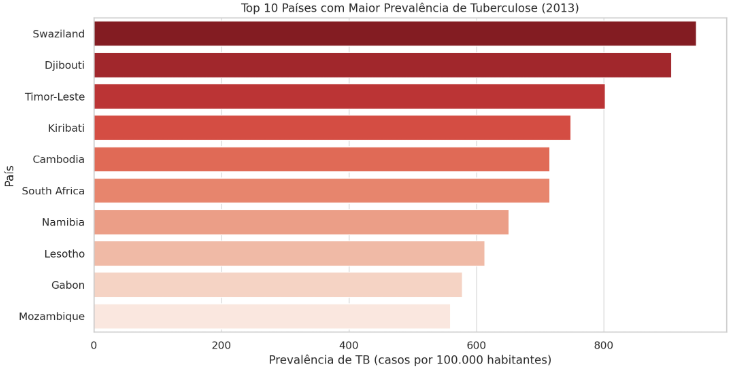 Top 10 Países com Maior Prevalência de Tuberculose (2013)
Swaziland
Djibouti
Timor-Leste
Kiribati
Cambodia
South Africa
Namibia
Lesotho
Gabon
Mozambique
País
0 200 400 600 800
Prevalência de TB (casos por 100.000 habitantes)